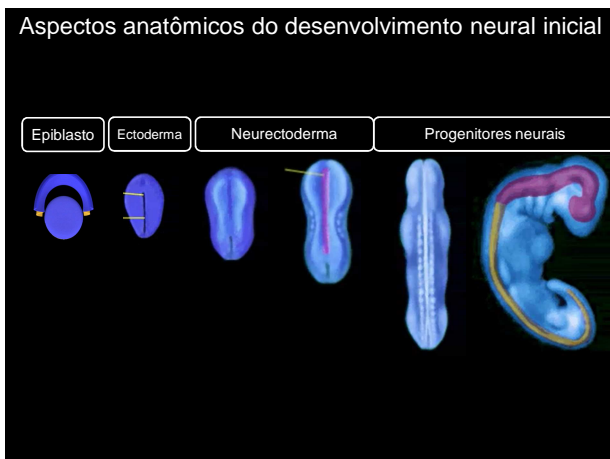 Aspectos anatômicos do desenvolvimento neural inicial
Epiblasto
Ectoderma
Neurectoderma
Progenitores neurais